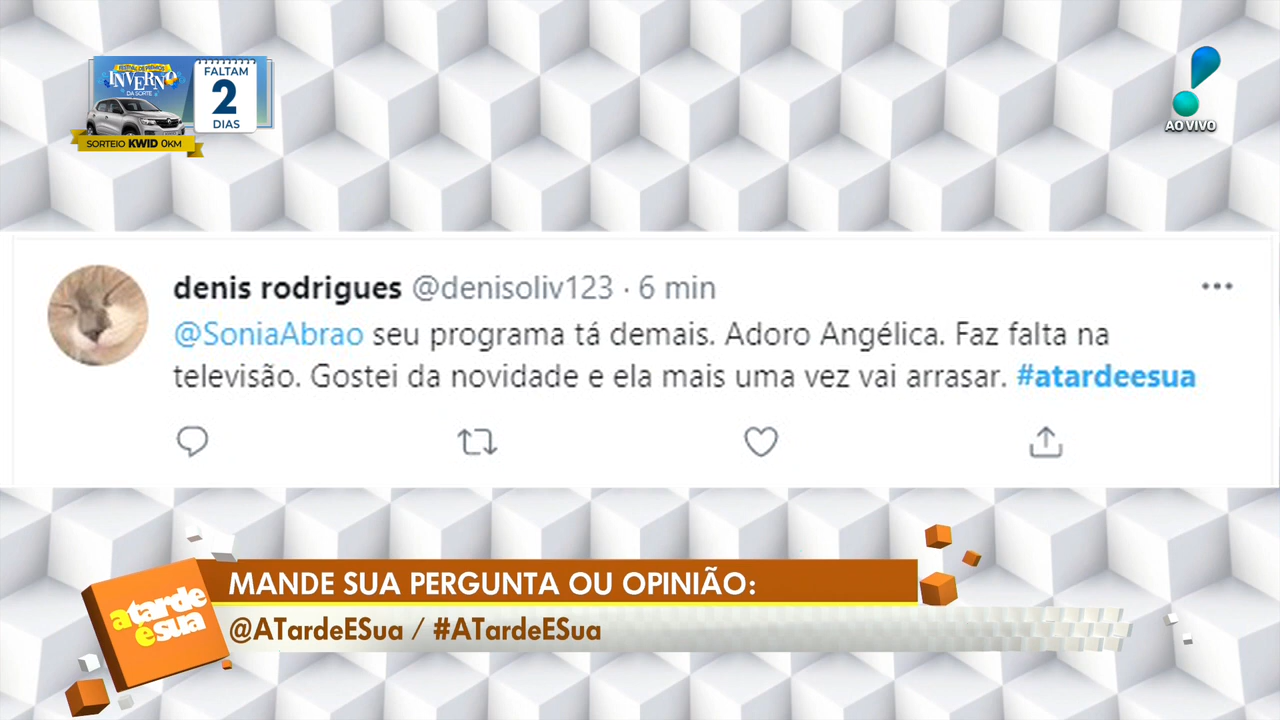 FESTIVAL DE PRÊMIOS
INVERNO
DA SORTE
SORTEIO KWID 0KM
FALTAM
2
DIAS
AO VIVO
denis rodrigues @denisoliv123 · 6 min
@SoniaAbrao seu programa tá demais. Adoro Angélica. Faz falta na
televisão. Gostei da novidade e ela mais uma vez vai arrasar. #atardeesua
MANDE SUA PERGUNTA OU OPINIÃO:
@ATardeESua / #ATardeESua
a tarde
é sua